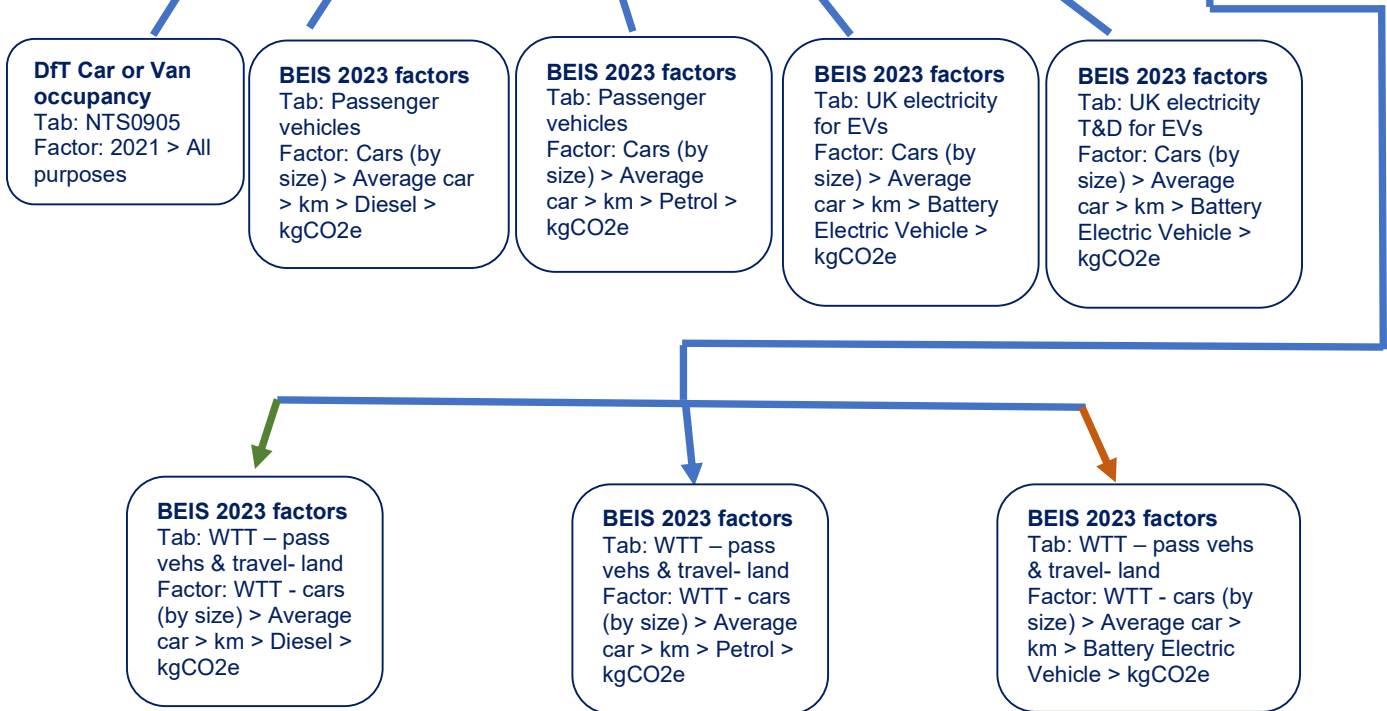 DfT Car or Van
occupancy
Tab: NTS0905
Factor: 2021 > All
purposes
BEIS 2023 factors
Tab: Passenger
vehicles
Factor: Cars (by
size) > Average car
> km > Diesel >
kgCO2e
BEIS 2023 factors
Tab: Passenger
vehicles
Factor: Cars (by
size) > Average
car > km > Petrol >
kgCO2e
BEIS 2023 factors
Tab: UK electricity
for EVs
Factor: Cars (by
size) > Average
car > km > Battery
Electric Vehicle >
kgCO2e
BEIS 2023 factors
Tab: UK electricity
T&D for EVs
Factor: Cars (by
size) > Average
car > km > Battery
Electric Vehicle >
kgCO2e
BEIS 2023 factors
Tab: WTT – pass
vehs & travel- land
Factor: WTT - cars
(by size) > Average
car > km > Diesel >
kgCO2e
BEIS 2023 factors
Tab: WTT – pass
vehs & travel- land
Factor: WTT - cars
(by size) > Average
car > km > Petrol >
kgCO2e
BEIS 2023 factors
Tab: WTT – pass vehs
& travel- land
Factor: WTT - cars (by
size) > Average car >
km > Battery Electric
Vehicle > kgCO2e